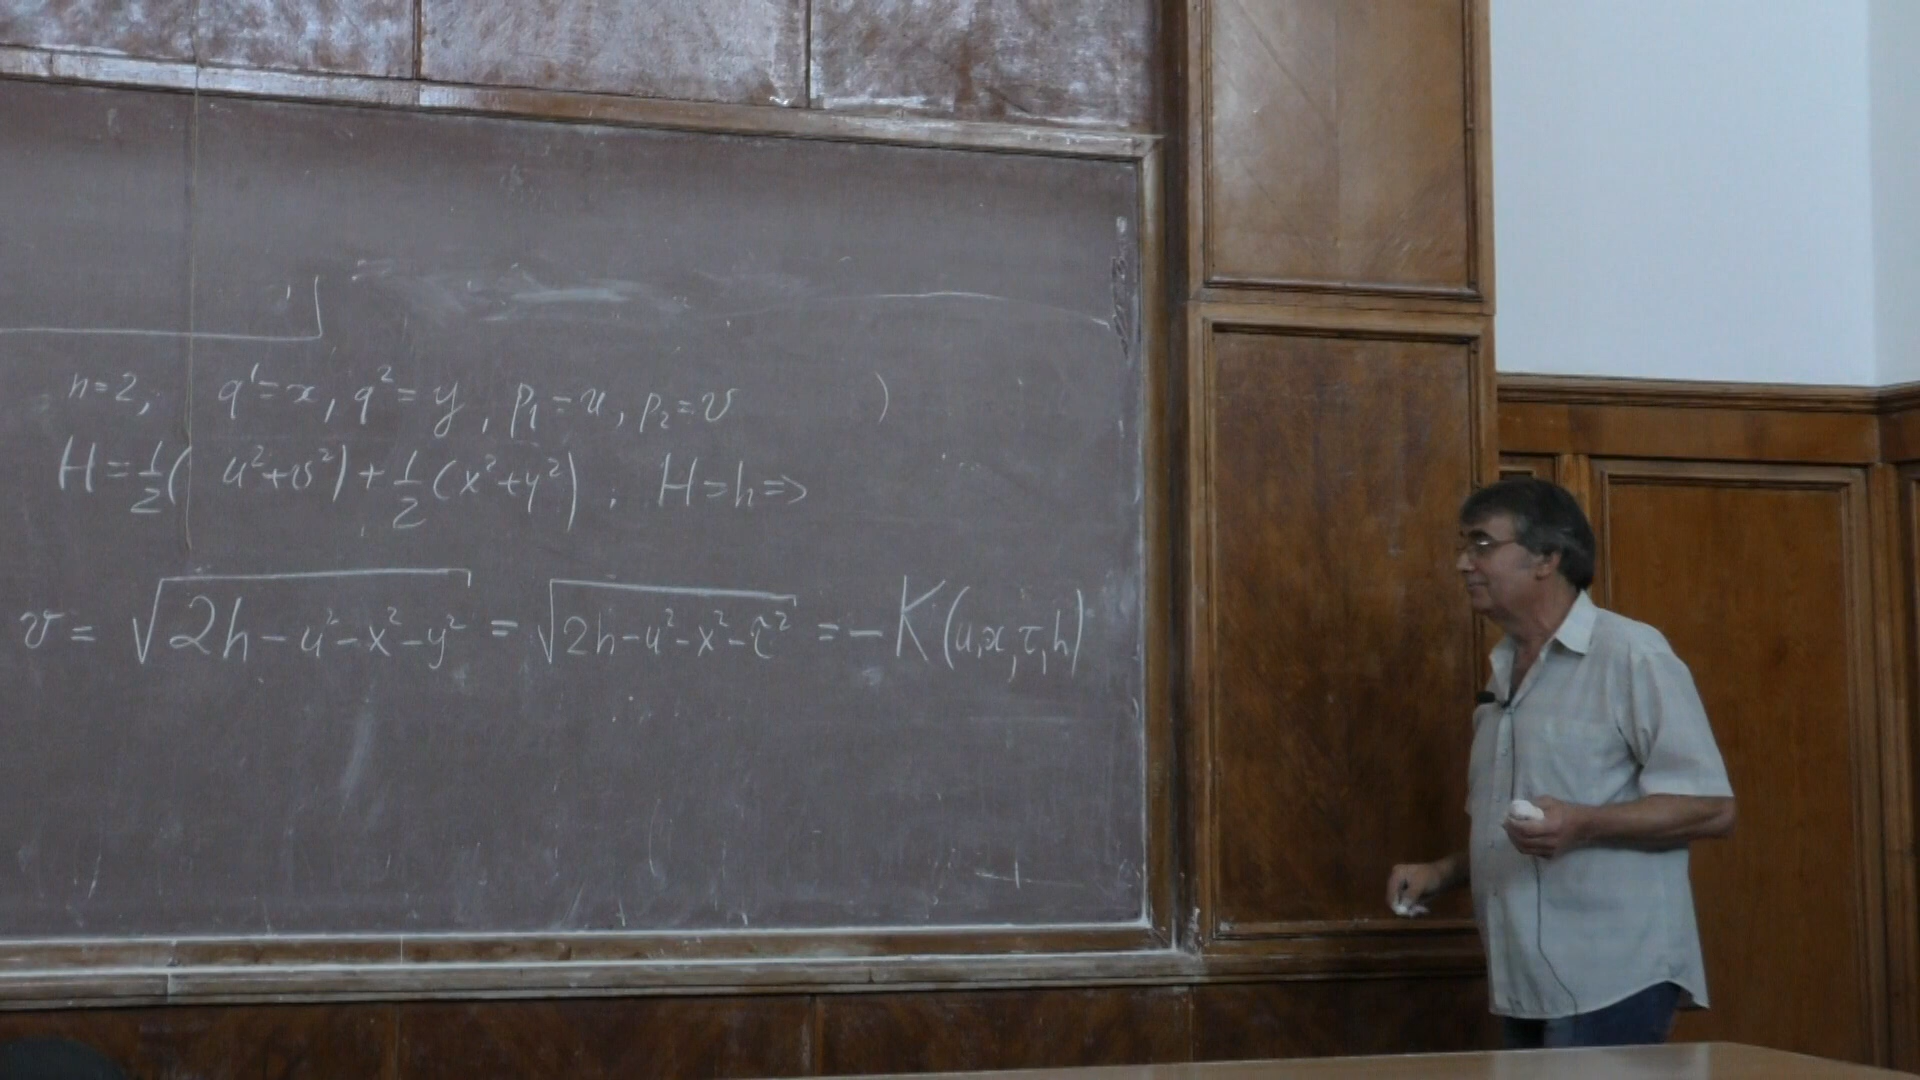 n=2, q¹=x, q²=y, p₁=u, p₂=v )
H=½(u²+v²)+½(x²+y²), H=h=>
v=√(2h-u²-x²-y²)=√(2h-u²-x²-τ²)=-K(u,x,τ,h)